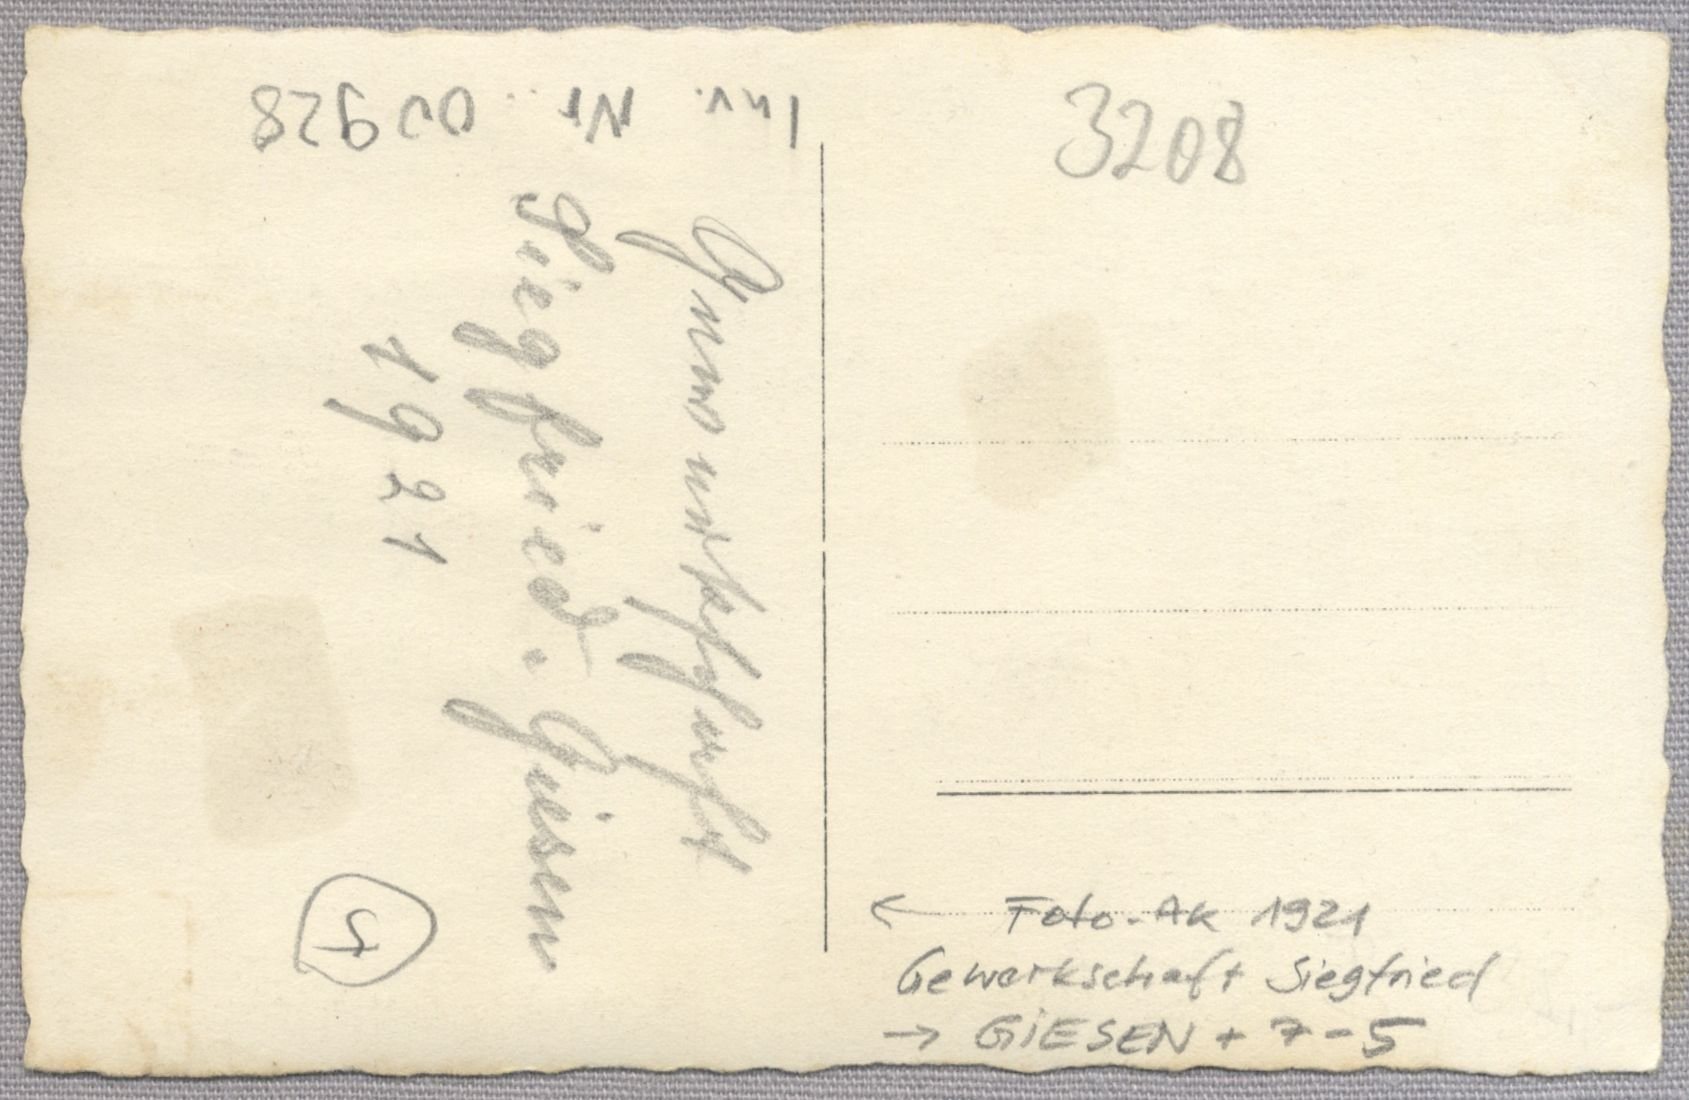 Inv. Nr. 00928
3208
Gewerkschaft
Siegfried. Giesen
1921
4
← Foto-AK 1921
Gewerkschaft Siegfried
→ GIESEN + 7-5